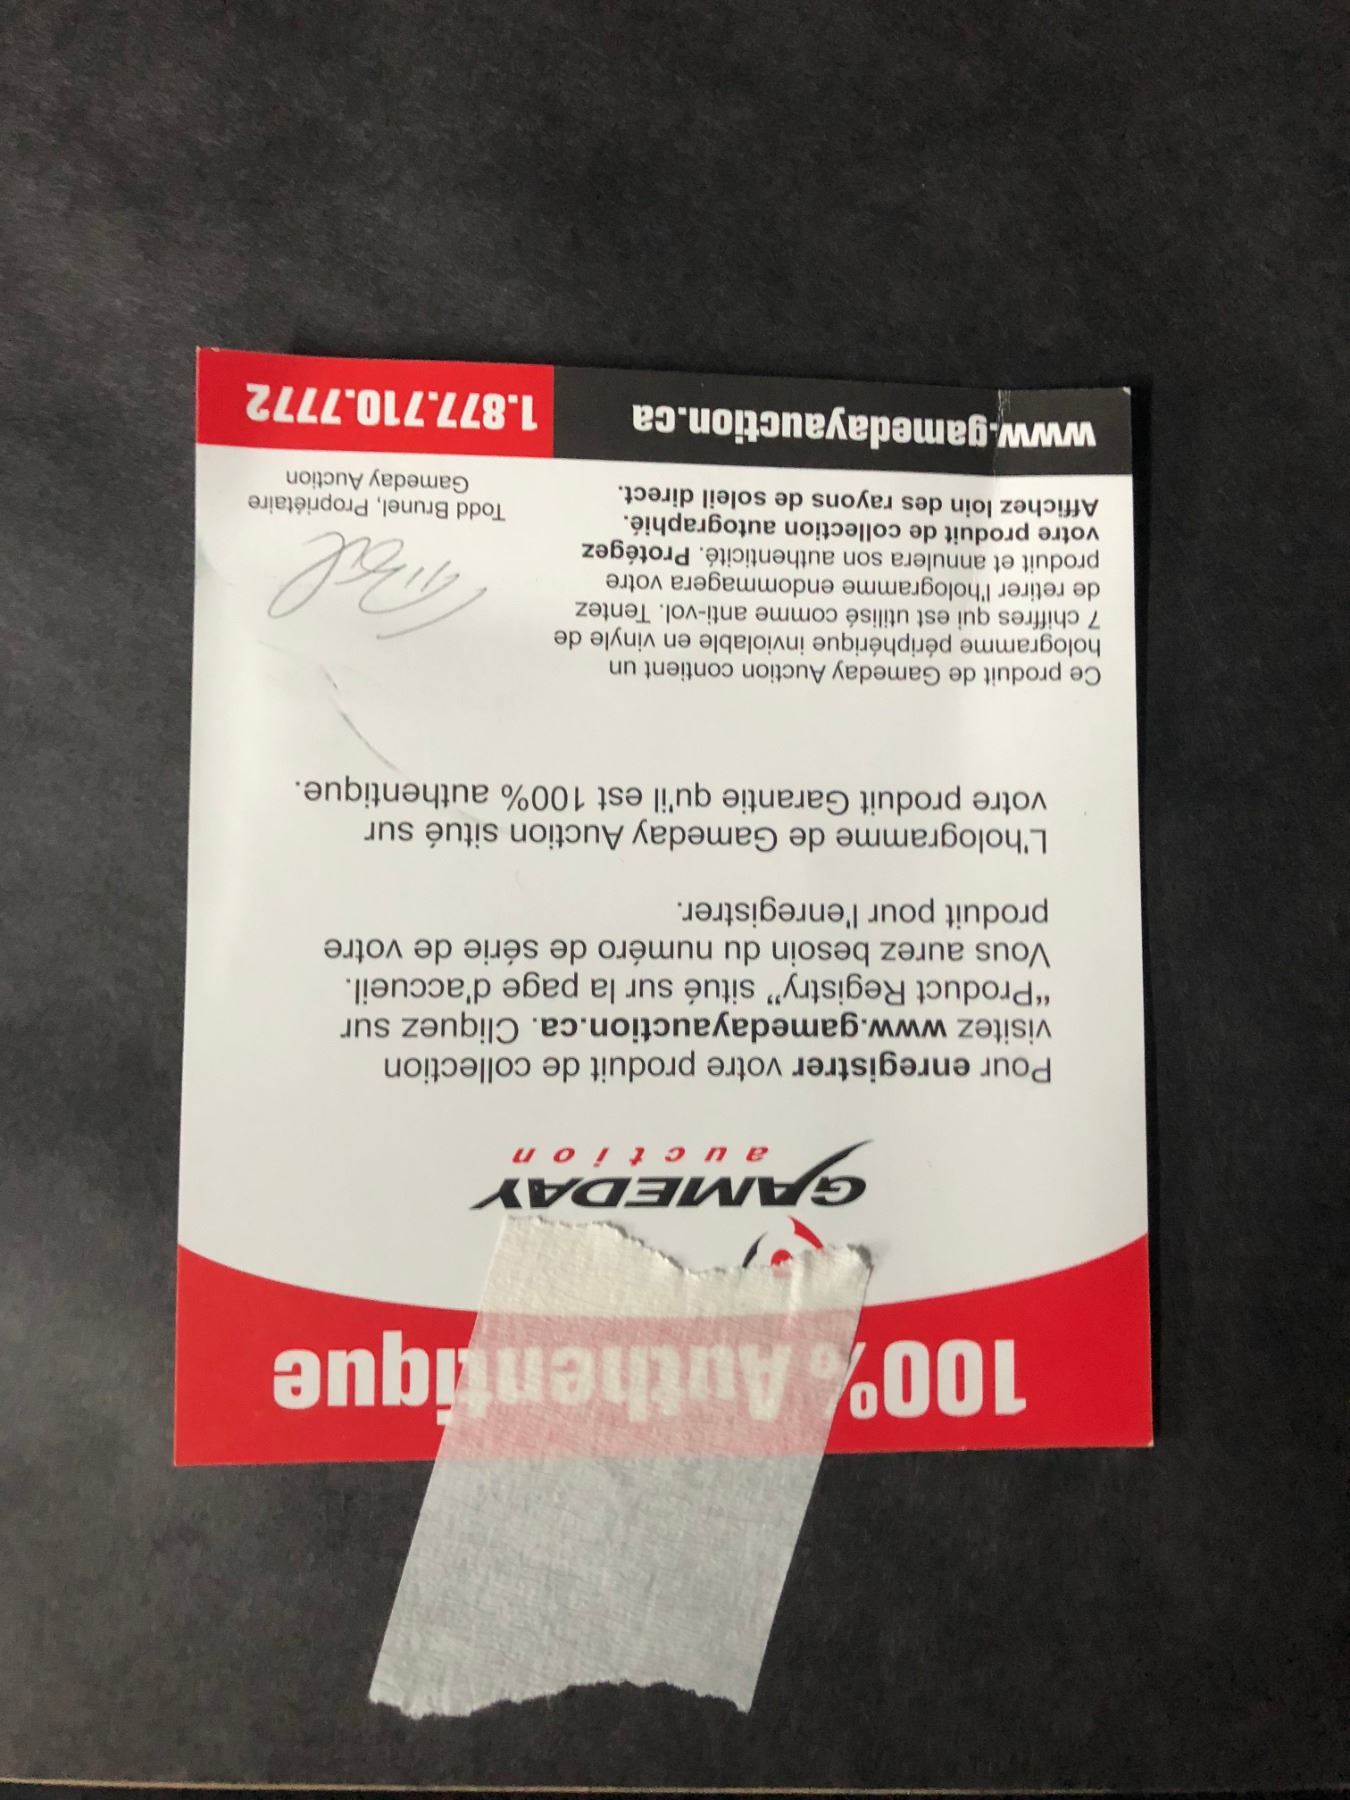 100% Authentique
GAMEDAY
auction
Pour enregistrer votre produit de collection
visitez www.gamedayauction.ca. Cliquez sur
“Product Registry” situé sur la page d'accueil.
Vous aurez besoin du numéro de série de votre
produit pour l'enregistrer.
L'hologramme de Gameday Auction situé sur
votre produit Garantie qu'il est 100% authentique.
Ce produit de Gameday Auction contient un
hologramme périphérique inviolable en vinyle de
7 chiffres qui est utilisé comme anti-vol. Tentez
de retirer l'hologramme endommagera votre
produit et annulera son authenticité. Protégez
votre produit de collection autographié.
Affichez loin des rayons de soleil direct.
Todd Brunel, Propriétaire
Gameday Auction
www.gamedayauction.ca
1.877.710.7772